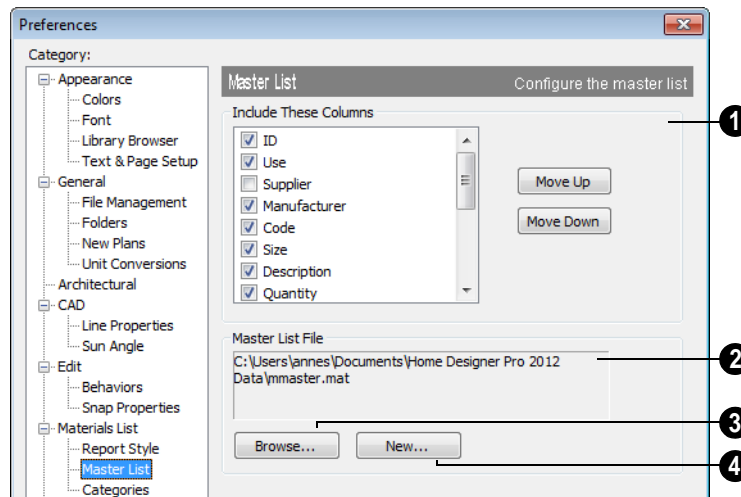 Preferences
Category:
Appearance
Colors
Font
Library Browser
Text & Page Setup
General
File Management
Folders
New Plans
Unit Conversions
Architectural
CAD
Line Properties
Sun Angle
Edit
Behaviors
Snap Properties
Materials List
Report Style
Master List
Categories
Master List
Configure the master list
Include These Columns
ID
Use
Supplier
Manufacturer
Code
Size
Description
Quantity
Move Up
Move Down
1
Master List File
C:\Users\annes\Documents\Home Designer Pro 2012
Data\mmaster.mat
2
Browse...
New...
3
4